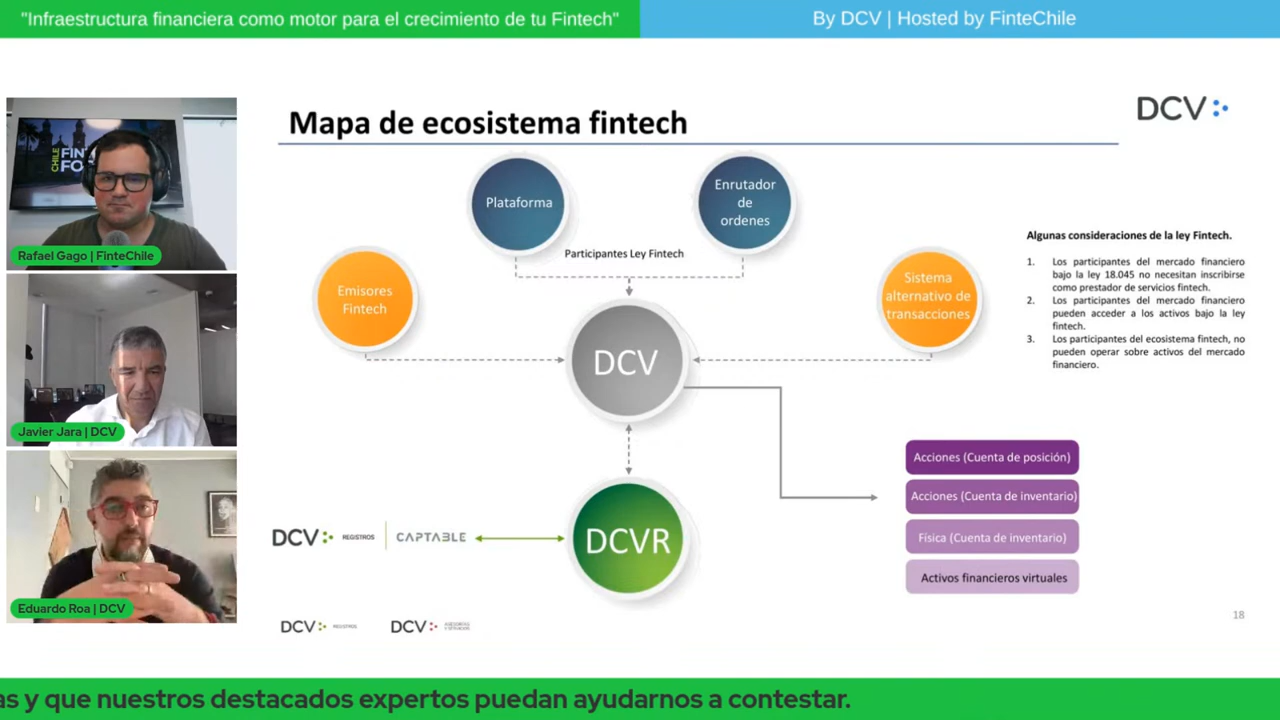 "Infraestructura financiera como motor para el crecimiento de tu Fintech"
By DCV | Hosted by FinteChile
Mapa de ecosistema fintech
DCV
CHILE
FIN
FO
Rafael Gago | FinteChile
Javier Jara | DCV
Eduardo Roa | DCV
Plataforma
Enrutador
de
ordenes
Participantes Ley Fintech
Emisores
Fintech
Sistema
alternativo de
transacciones
DCV
DCVR
DCV REGISTROS | CAPTABLE
Algunas consideraciones de la ley Fintech.
1. Los participantes del mercado financiero
bajo la ley 18.045 no necesitan inscribirse
como prestador de servicios fintech.
2. Los participantes del mercado financiero
pueden acceder a los activos bajo la ley
fintech.
3. Los participantes del ecosistema fintech, no
pueden operar sobre activos del mercado
financiero.
Acciones (Cuenta de posición)
Acciones (Cuenta de inventario)
Física (Cuenta de inventario)
Activos financieros virtuales
DCV REGISTROS
DCV
18
as y que nuestros destacados expertos puedan ayudarnos a contestar.